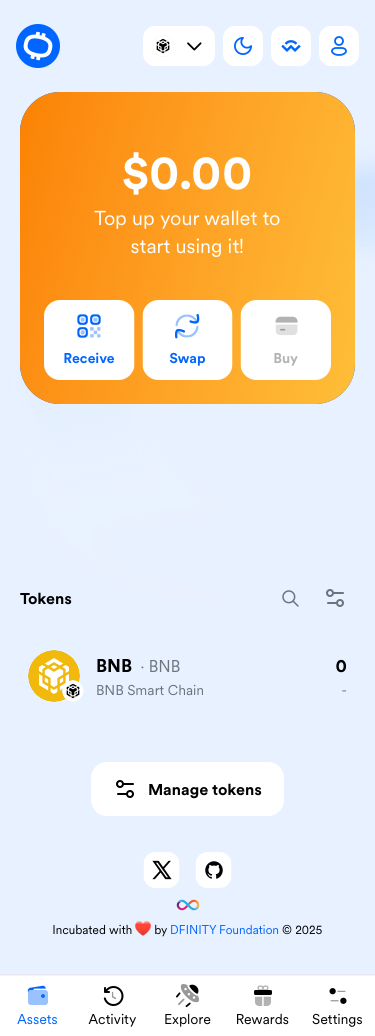 $0.00
Top up your wallet to
start using it!
Receive
Swap
Buy
Tokens
BNB · BNB
0
BNB Smart Chain
-
Manage tokens
Incubated with ❤️ by DFINITY Foundation © 2025
Assets
Activity
Explore
Rewards
Settings